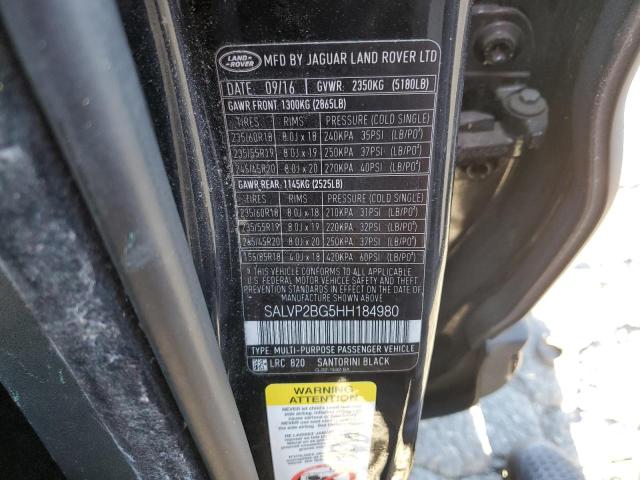 LAND ROVER
MFD BY JAGUAR LAND ROVER LTD
DATE: 09/16 GVWR: 2350KG (5180LB)
GAWR FRONT: 1300KG (2865LB)
TIRES RIMS PRESSURE (COLD SINGLE)
235/60R18 8.0J x 18 240KPA 35PSI (LB/PO²)
235/55R19 8.0J x 19 250KPA 37PSI (LB/PO²)
245/45R20 8.0J x 20 270KPA 40PSI (LB/PO²)
GAWR REAR: 1145KG (2525LB)
TIRES RIMS PRESSURE (COLD SINGLE)
235/60R18 8.0J x 18 210KPA 31PSI (LB/PO²)
235/55R19 8.0J x 19 220KPA 32PSI (LB/PO²)
245/45R20 8.0J x 20 250KPA 37PSI (LB/PO²)
155/85R18 4.0J x 18 420KPA 60PSI (LB/PO²)
* THIS VEHICLE CONFORMS TO ALL APPLICABLE *
U.S. FEDERAL MOTOR VEHICLE SAFETY AND THEFT
PREVENTION STANDARDS IN EFFECT ON THE DATE
OF MANUFACTURE SHOWN ABOVE.
SALVP2BG5HH184980
TYPE: MULTI-PURPOSE PASSENGER VEHICLE
LRC 820 SANTORINI BLACK
WARNING
ATTENTION